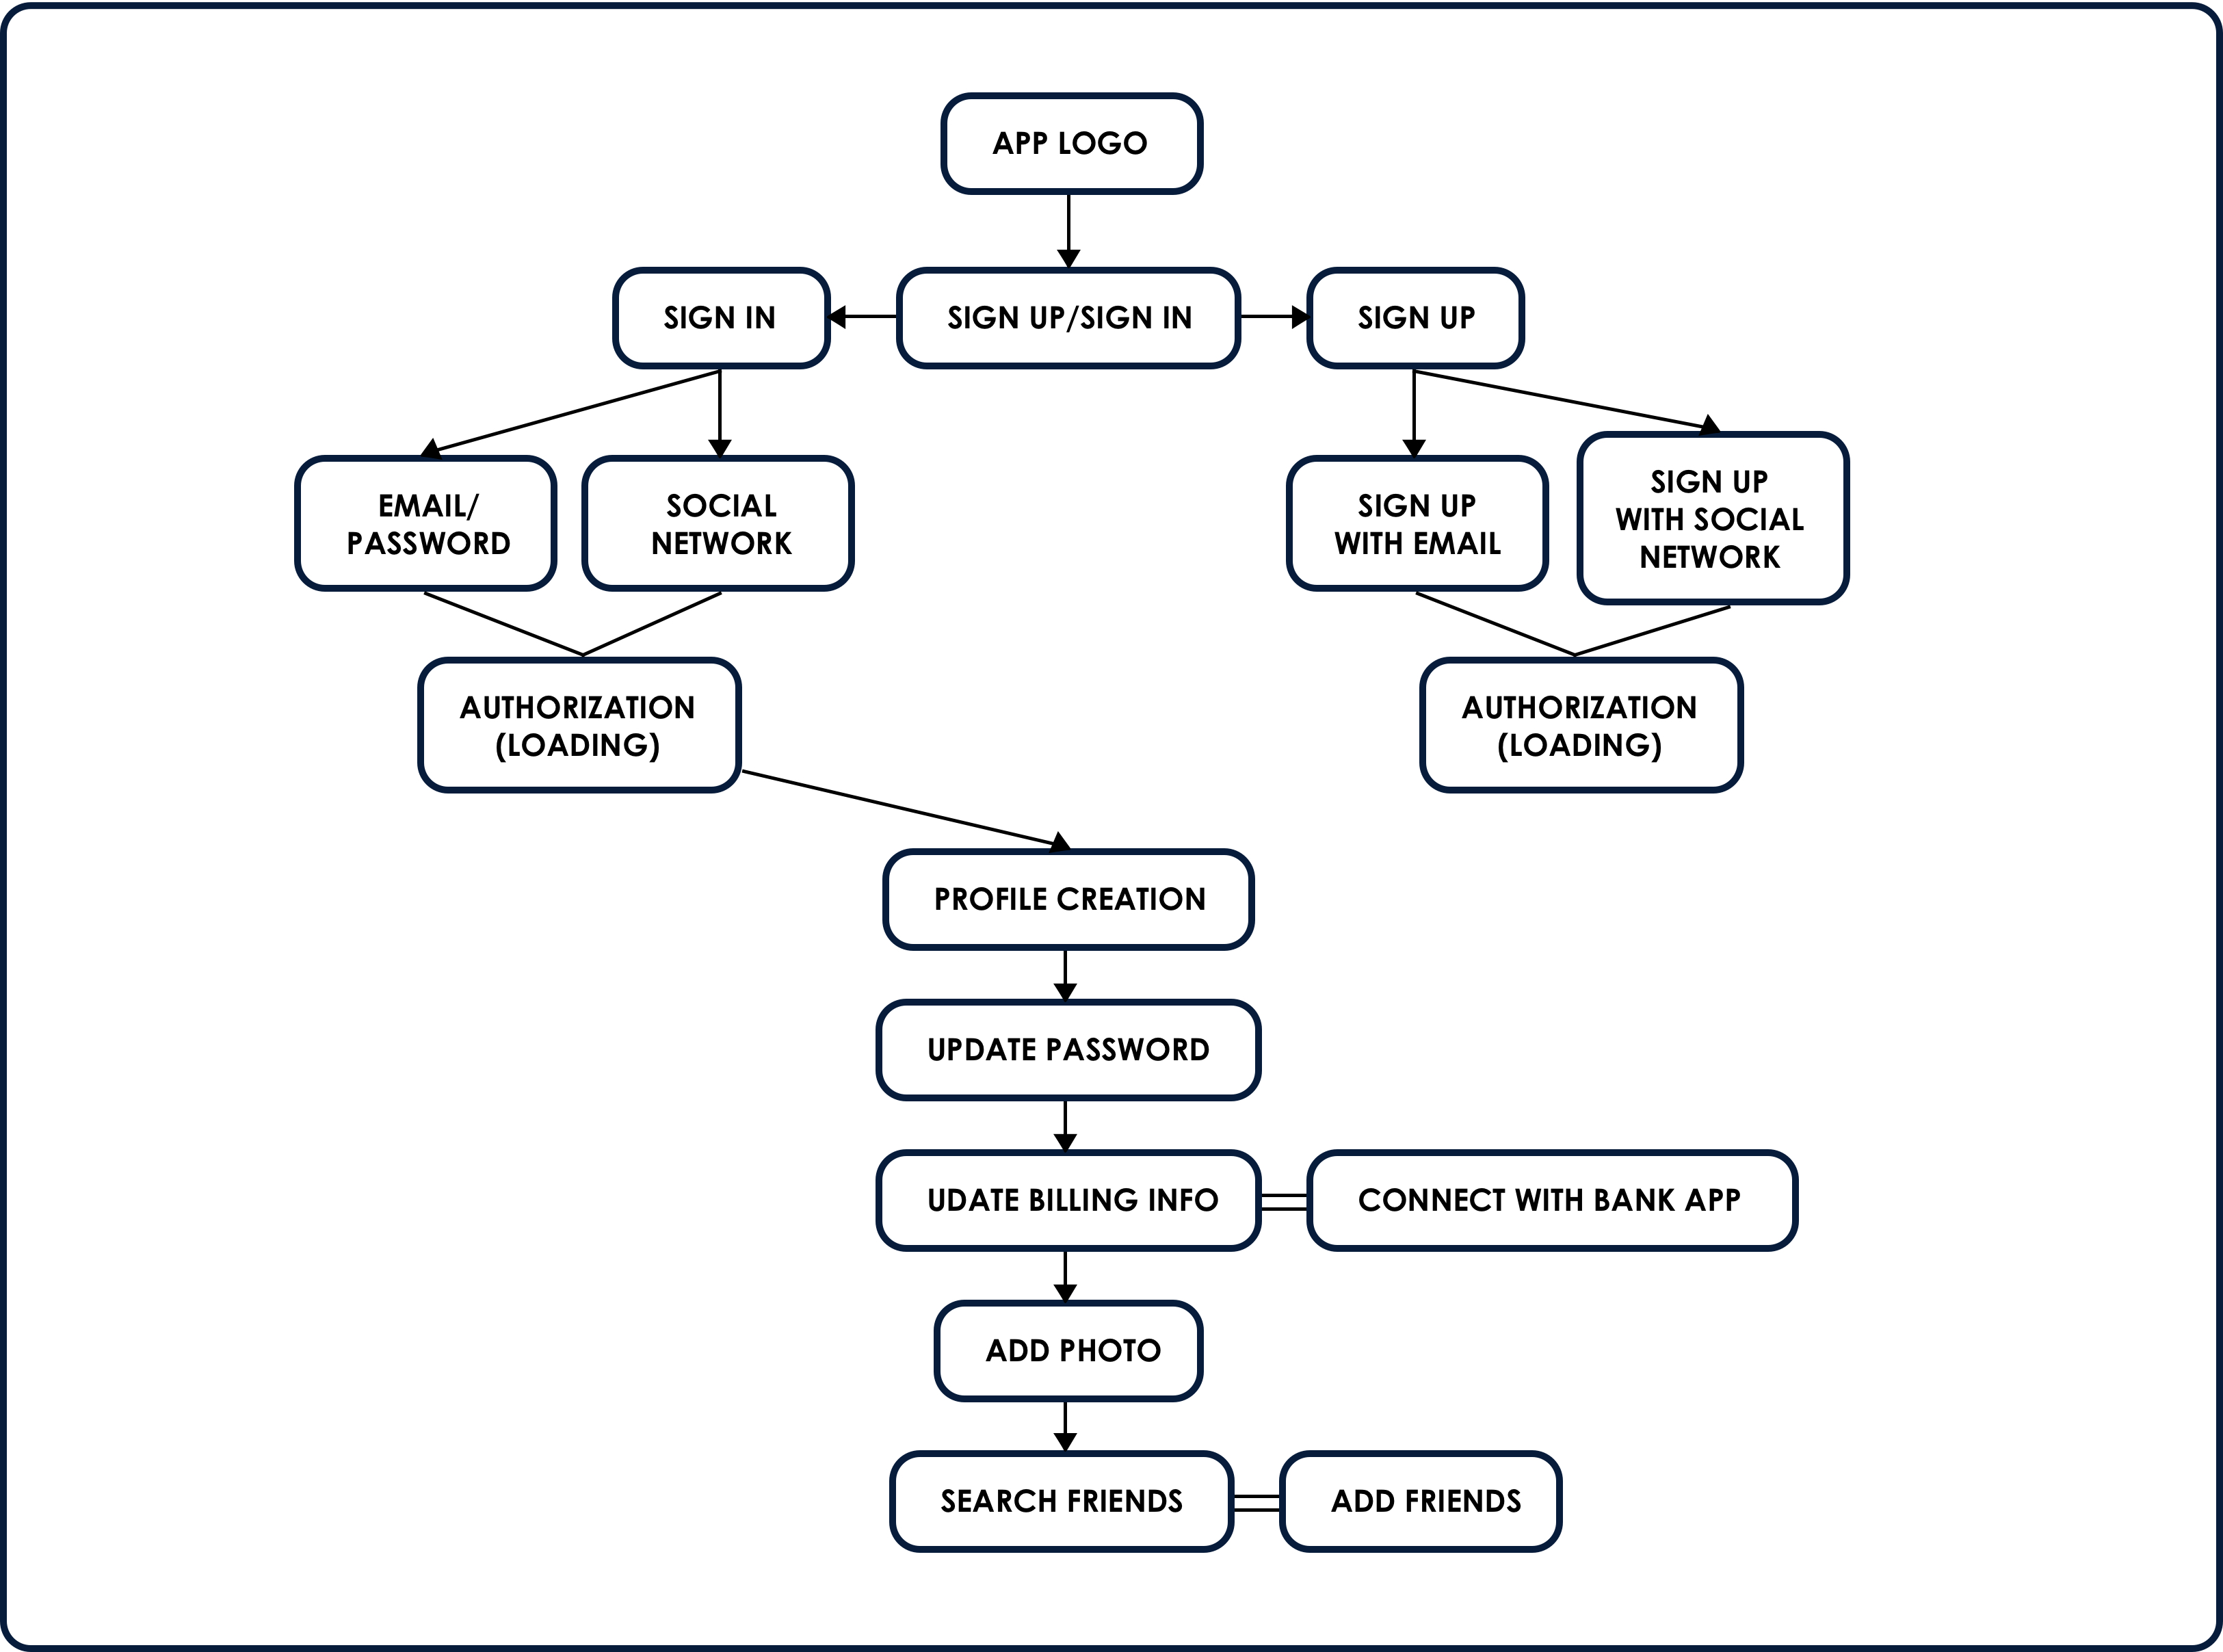 APP LOGO
SIGN IN
SIGN UP/SIGN IN
SIGN UP
EMAIL/
PASSWORD
SOCIAL
NETWORK
SIGN UP
WITH EMAIL
SIGN UP
WITH SOCIAL
NETWORK
AUTHORIZATION
(LOADING)
AUTHORIZATION
(LOADING)
PROFILE CREATION
UPDATE PASSWORD
UDATE BILLING INFO
CONNECT WITH BANK APP
ADD PHOTO
SEARCH FRIENDS
ADD FRIENDS